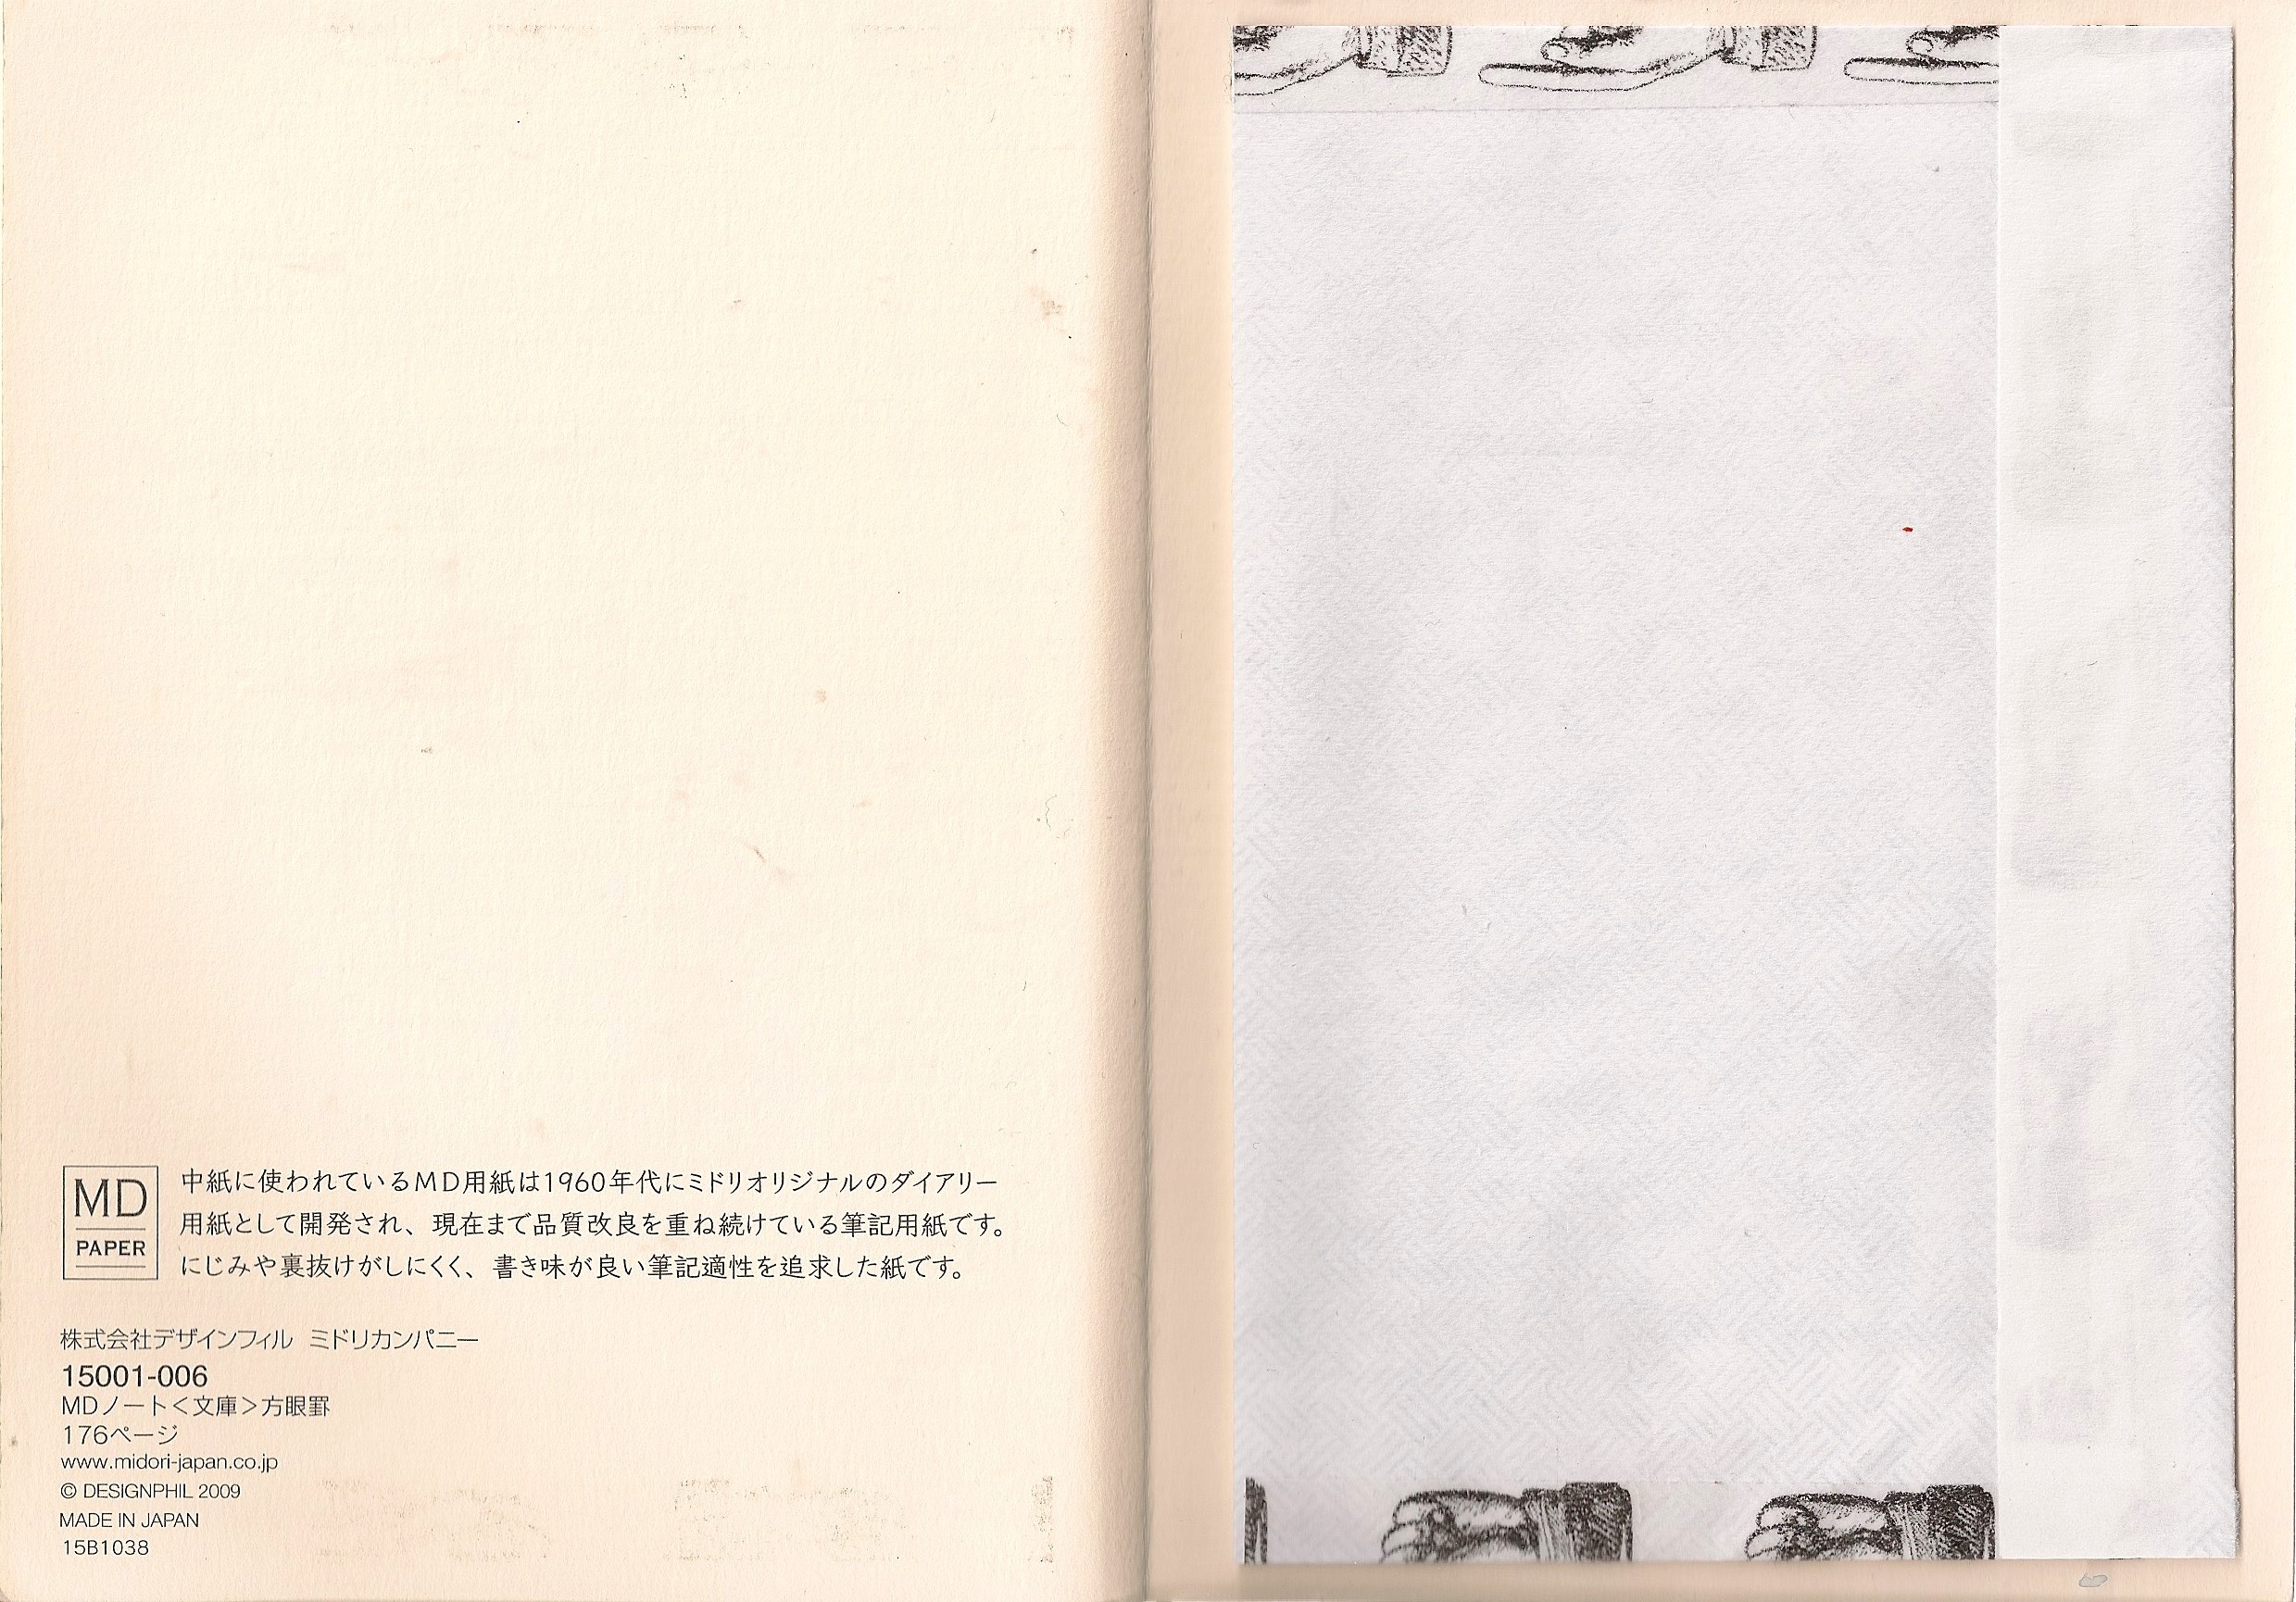 MD
PAPER
中紙に使われているMD用紙は1960年代にミドリオリジナルのダイアリー
用紙として開発され、現在まで品質改良を重ね続けている筆記用紙です。
にじみや裏抜けがしにくく、書き味が良い筆記適性を追求した紙です。
株式会社デザインフィル ミドリカンパニー
15001-006
MDノート<文庫>方眼罫
176ページ
www.midori-japan.co.jp
© DESIGNPHIL 2009
MADE IN JAPAN
15B1038